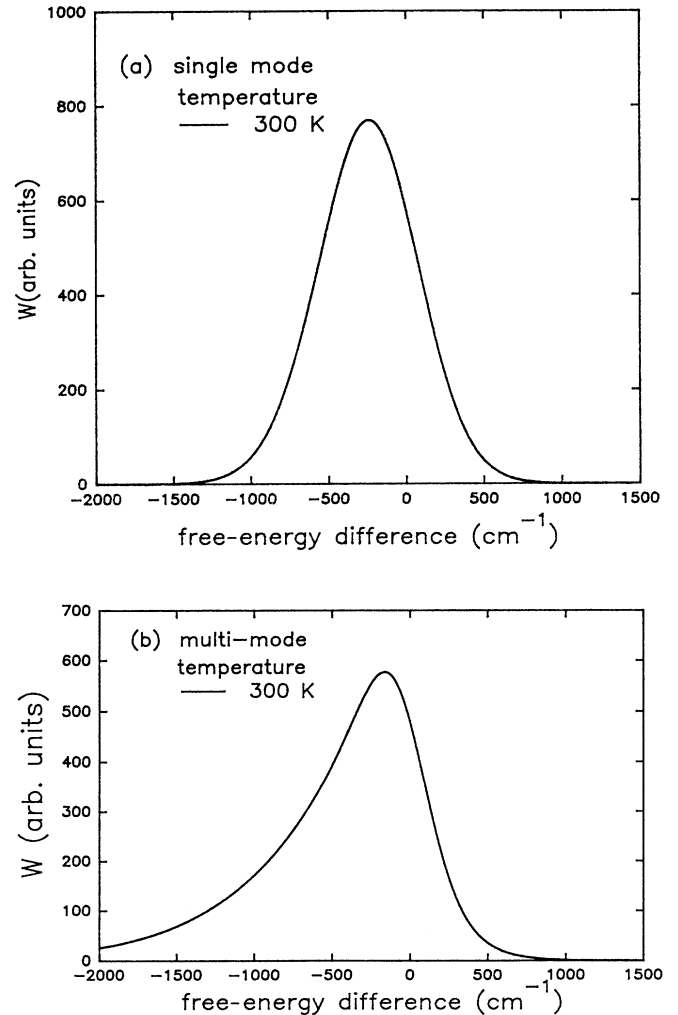 1000
(a) single mode
temperature
300 K
800
600
400
200
0
W(arb. units)
−2000 −1500 −1000 −500 0 500 1000 1500
free−energy difference (cm−1)
700
(b) multi−mode
temperature
300 K
600
500
400
300
200
100
0
W (arb. units)
−2000 −1500 −1000 −500 0 500 1000 1500
free−energy difference (cm−1)